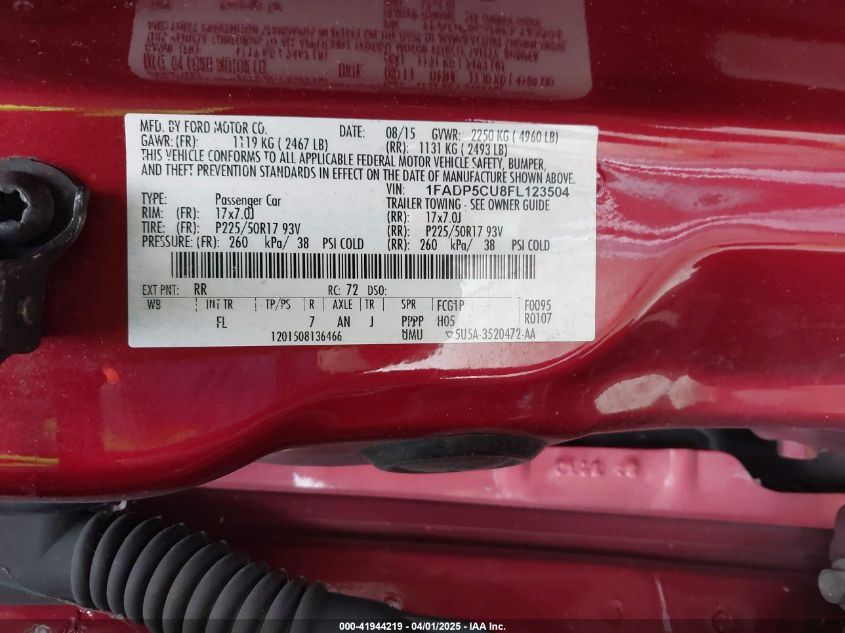 MFD. BY FORD MOTOR CO. DATE: 08/15 GVWR: 2250 KG ( 4960 LB)
GAWR: (FR) 1119 KG ( 2467 LB) (RR): 1131 KG ( 2493 LB)
THIS VEHICLE CONFORMS TO ALL APPLICABLE FEDERAL MOTOR VEHICLE SAFETY, BUMPER,
AND THEFT PREVENTION STANDARDS IN EFFECT ON THE DATE OF MANUFACTURE SHOWN ABOVE.
VIN: 1FADP5CU8FL123504
TYPE: Passenger Car TRAILER TOWING - SEE OWNER GUIDE
RIM: (FR): 17x7.0J (RR): 17x7.0J
TIRE: (FR): P225/50R17 93V (RR): P225/50R17 93V
PRESSURE: (FR): 260 kPa/ 38 PSI COLD (RR): 260 kPa/ 38 PSI COLD
EXT PNT: RR RC: 72 DSO:
WB INT TR TP/PS R AXLE TR SPR FCG1P F0095
FL 7 AN J PPPP H05 R0107
1201508136466 UMU 5U5A-3520472-AA
000-41944219 - 04/01/2025 - IAA Inc.